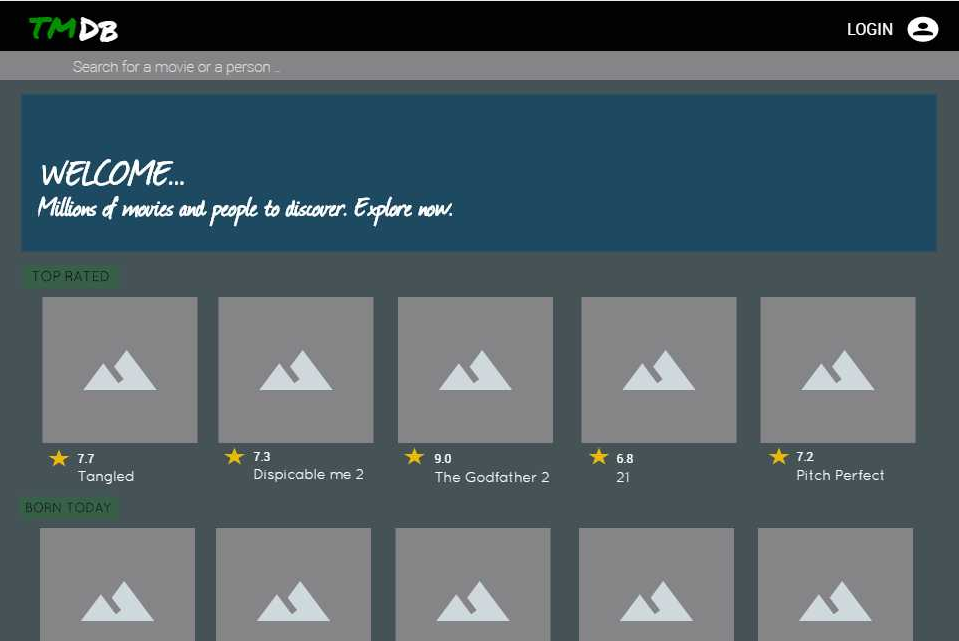 TMDB
LOGIN
Search for a movie or a person ..
WELCOME...
Millions of movies and people to discover. Explore now.
TOP RATED
7.7
Tangled
7.3
Dispicable me 2
9.0
The Godfather 2
6.8
21
7.2
Pitch Perfect
BORN TODAY